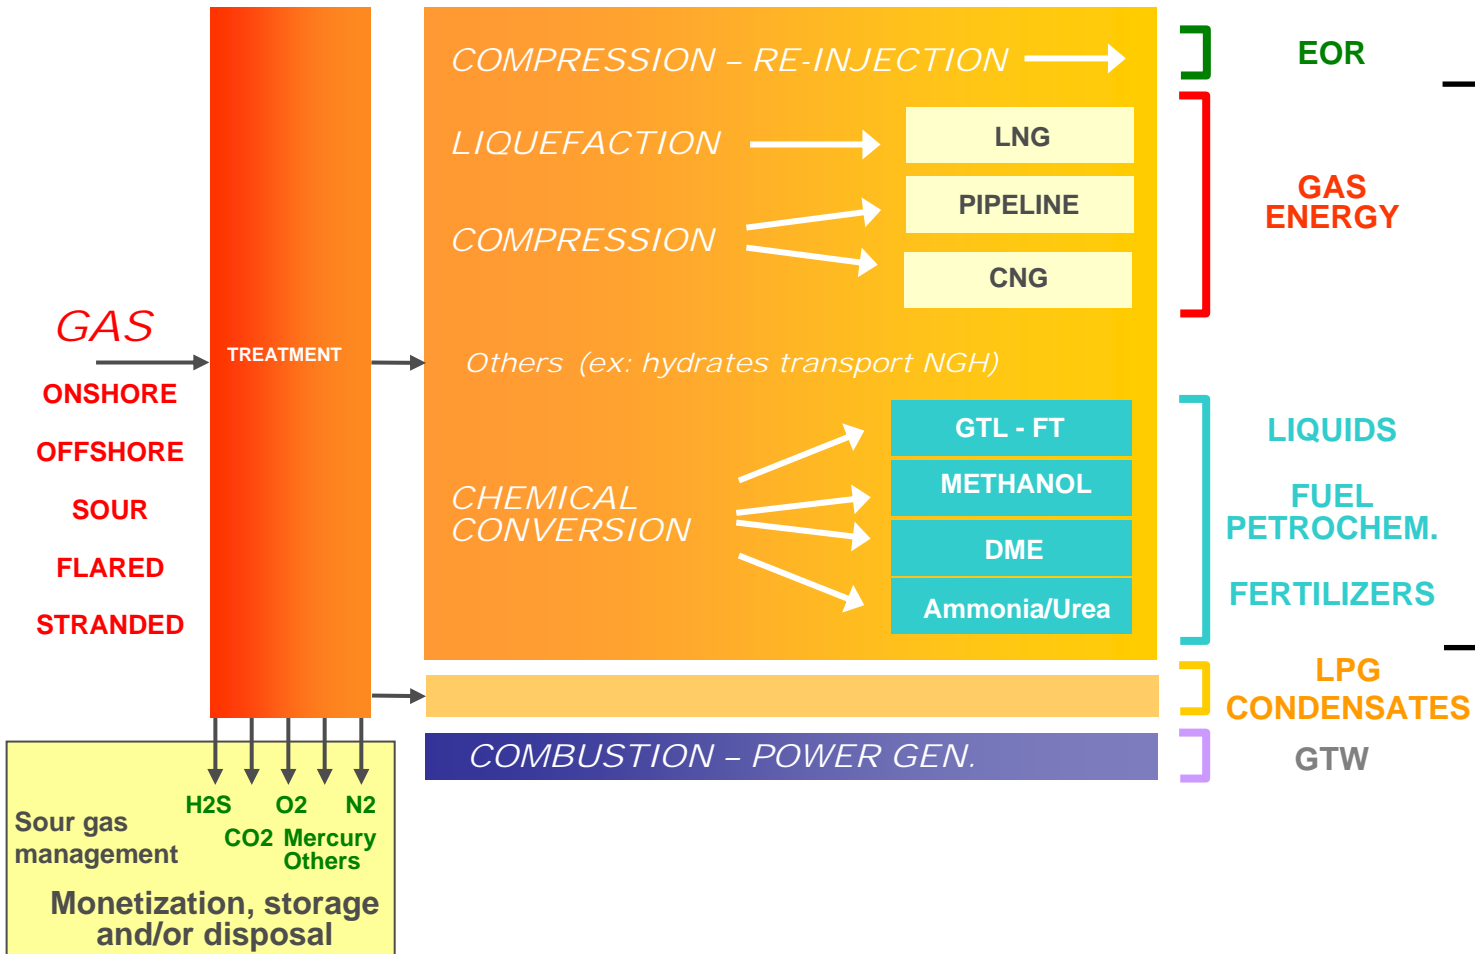 COMPRESSION – RE-INJECTION
EOR
LIQUEFACTION
LNG
PIPELINE
COMPRESSION
CNG
GAS
ENERGY
GAS
TREATMENT
Others (ex: hydrates transport NGH)
ONSHORE
OFFSHORE
SOUR
FLARED
STRANDED
CHEMICAL
CONVERSION
GTL - FT
METHANOL
DME
Ammonia/Urea
LIQUIDS
FUEL
PETROCHEM.
FERTILIZERS
LPG
CONDENSATES
COMBUSTION – POWER GEN.
GTW
H2S O2 N2
CO2 Mercury
Others
Sour gas
management
Monetization, storage
and/or disposal